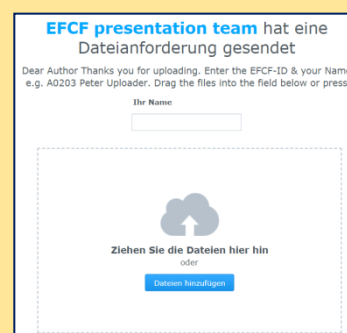 EFCF presentation team hat eine
Dateianforderung gesendet
Dear Author Thanks you for uploading. Enter the EFCF-ID & your Name
e.g. A0203 Peter Uploader. Drag the files into the field below or press
Ihr Name
Ziehen Sie die Dateien hier hin
oder
Dateien hinzufügen